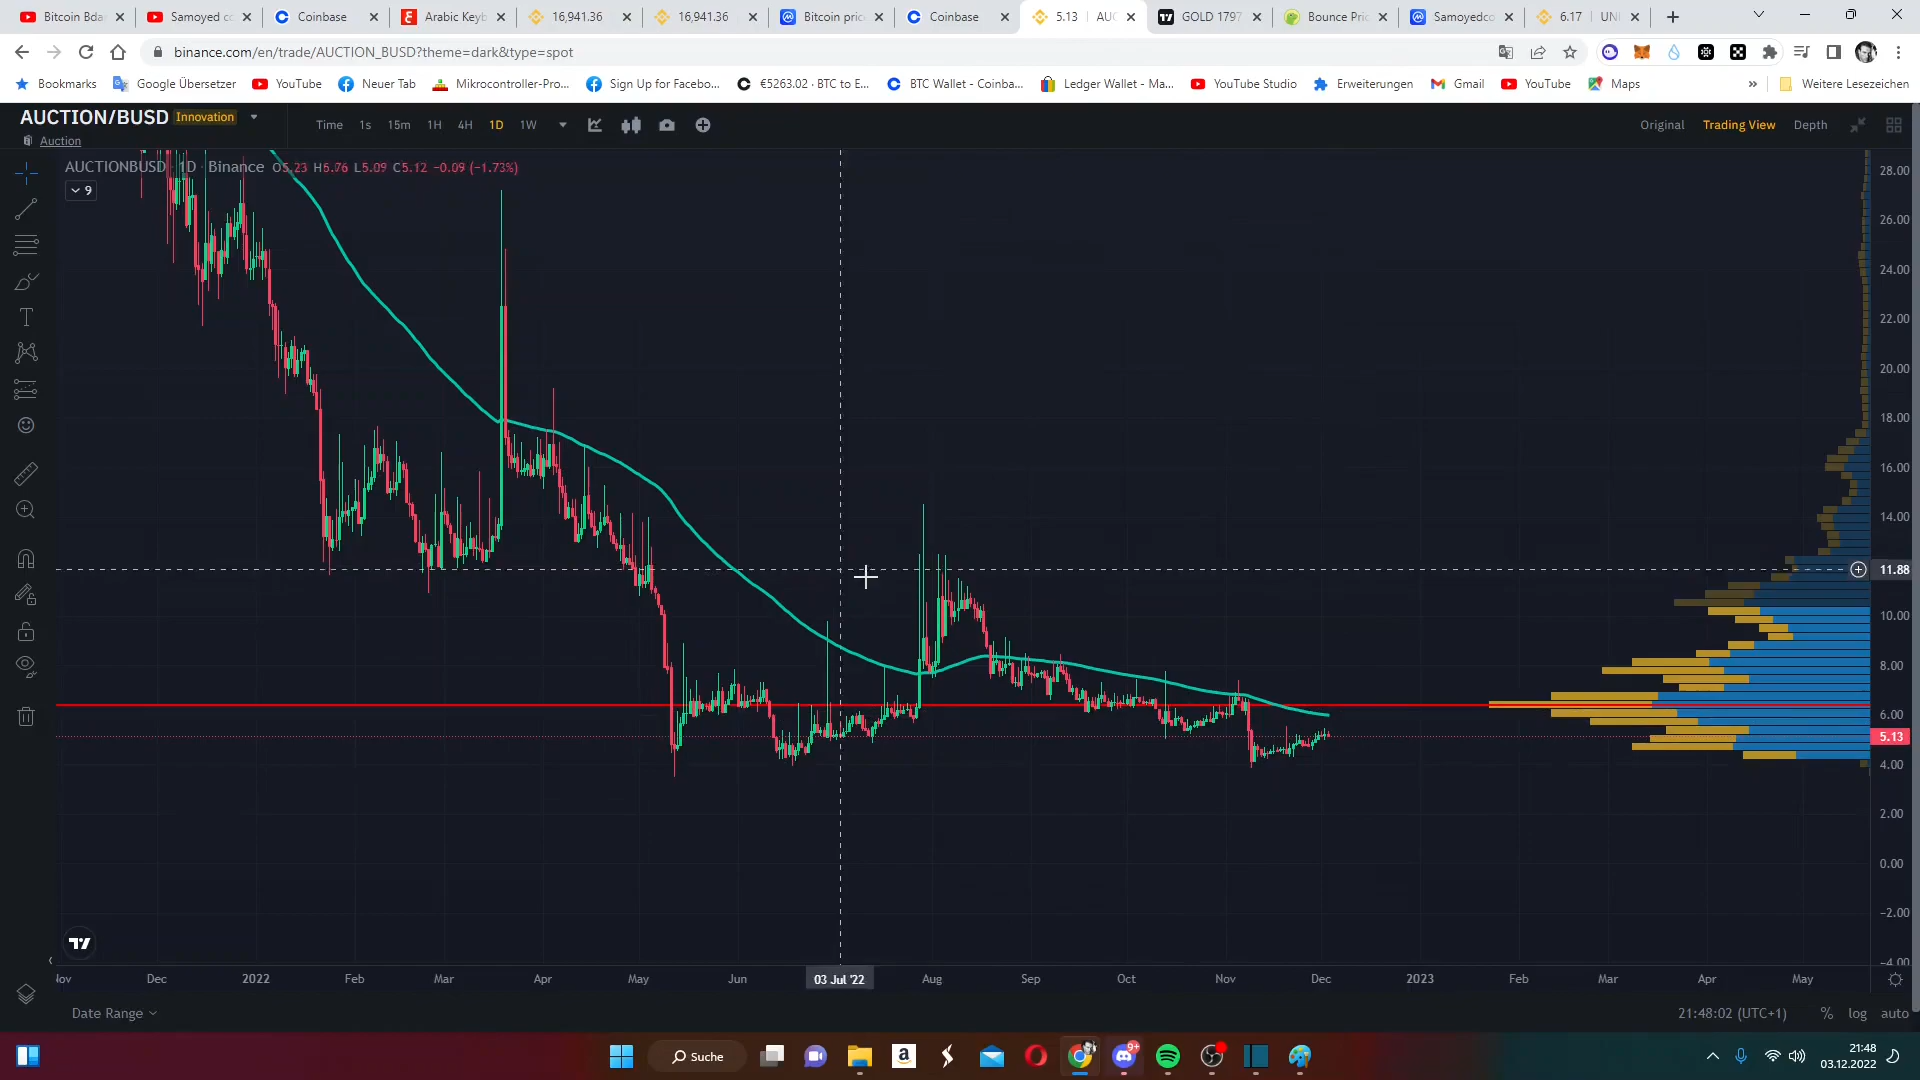 Bitcoin Bda
Samoyed co
Coinbase
Arabic Keyb
16,941.36
16,941.36
Bitcoin pric
Coinbase
5.13 | AUC
GOLD 1797
Bounce Pric
Samoyedco
6.17 | UNI
binance.com/en/trade/AUCTION_BUSD?theme=dark&type=spot
Bookmarks
Google Übersetzer
YouTube
Neuer Tab
Mikrocontroller-Pro...
Sign Up for Facebo...
€5263.02 · BTC to E...
BTC Wallet - Coinba...
Ledger Wallet - Ma...
YouTube Studio
Erweiterungen
Gmail
YouTube
Maps
»
Weitere Lesezeichen
AUCTION/BUSD Innovation
Auction
Time 1s 15m 1H 4H 1D 1W
Original Trading View Depth
AUCTIONBUSD · 1D · Binance O5.23 H5.76 L5.09 C5.12 −0.09 (−1.73%)
9
28.00
26.00
24.00
22.00
20.00
18.00
16.00
14.00
11.88
10.00
8.00
6.00
5.13
4.00
2.00
0.00
−2.00
−4.00
Nov Dec 2022 Feb Mar Apr May Jun 03 Jul '22 Aug Sep Oct Nov Dec 2023 Feb Mar Apr May
Date Range
21:48:02 (UTC+1) % log auto
Suche
9+
21:48
03.12.2022